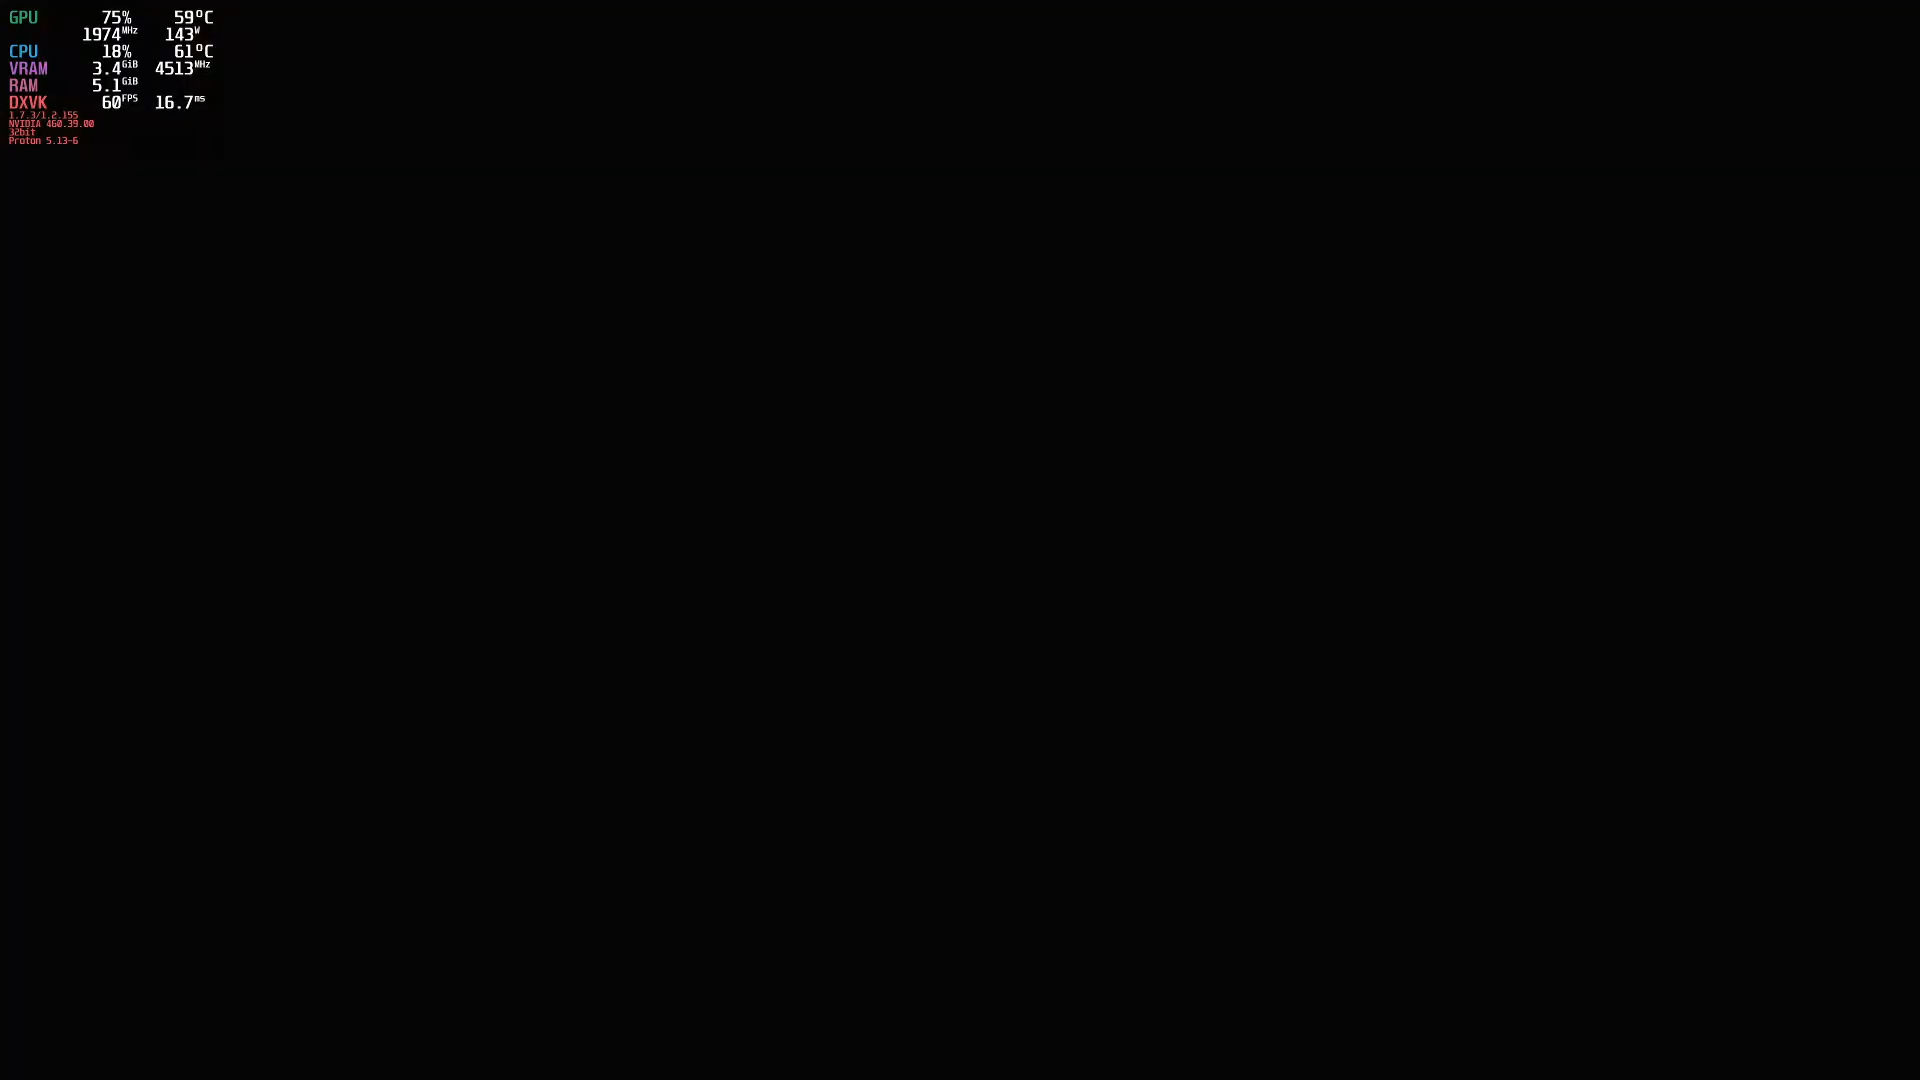 GPU 75% 59°C
1974MHz 143W
CPU 18% 61°C
VRAM 3.4GiB 4513MHz
RAM 5.1GiB
DXVK 60FPS 16.7ms
1.7.3/1.2.155
NVIDIA 460.39.00
32bit
Proton 5.13-6